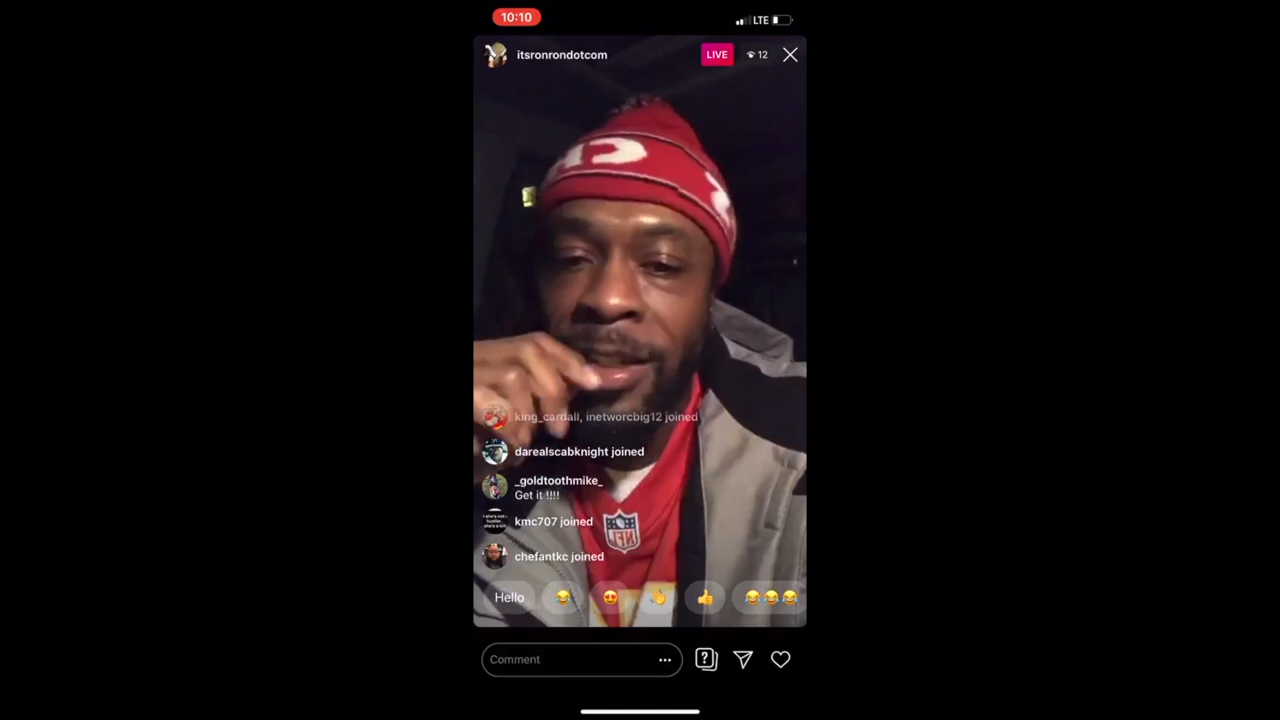 10:10
LTE
itsronrondotcom
LIVE
12
king_cardall, inetworcbig12 joined
darealscabknight joined
_goldtoothmike_
Get it !!!!
kmc707 joined
chefantkc joined
Hello
Comment